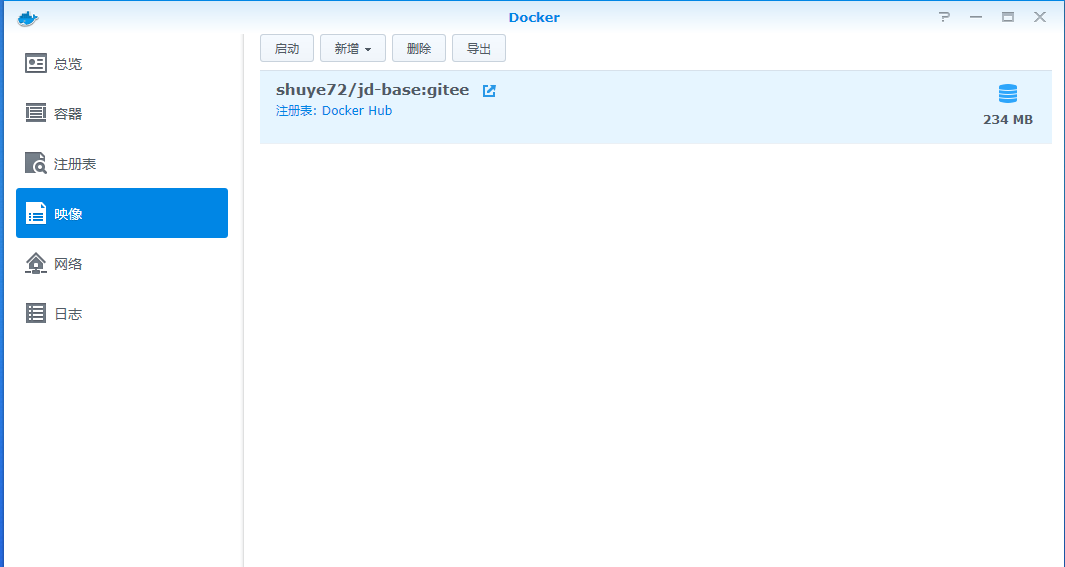 Docker
启动 新增 删除 导出
总览
容器
注册表
映像
网络
日志
shuye72/jd-base:gitee
注册表: Docker Hub
234 MB